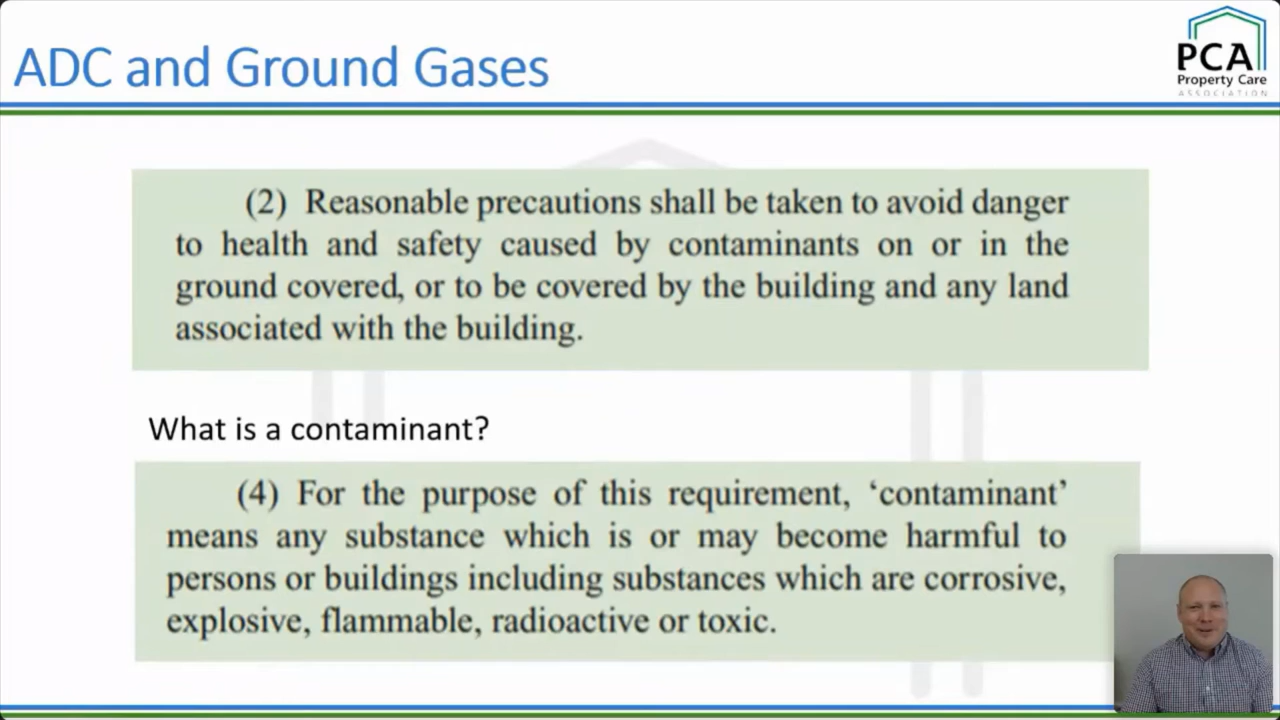 ADC and Ground Gases
PCA
Property Care
ASSOCIATION
(2) Reasonable precautions shall be taken to avoid danger
to health and safety caused by contaminants on or in the
ground covered, or to be covered by the building and any land
associated with the building.
What is a contaminant?
(4) For the purpose of this requirement, ‘contaminant’
means any substance which is or may become harmful to
persons or buildings including substances which are corrosive,
explosive, flammable, radioactive or toxic.